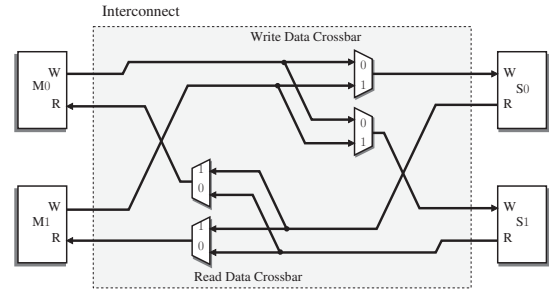 Interconnect
Write Data Crossbar
W
M0
R
0
1
W
S0
R
0
1
1
0
W
M1
R
1
0
W
S1
R
Read Data Crossbar